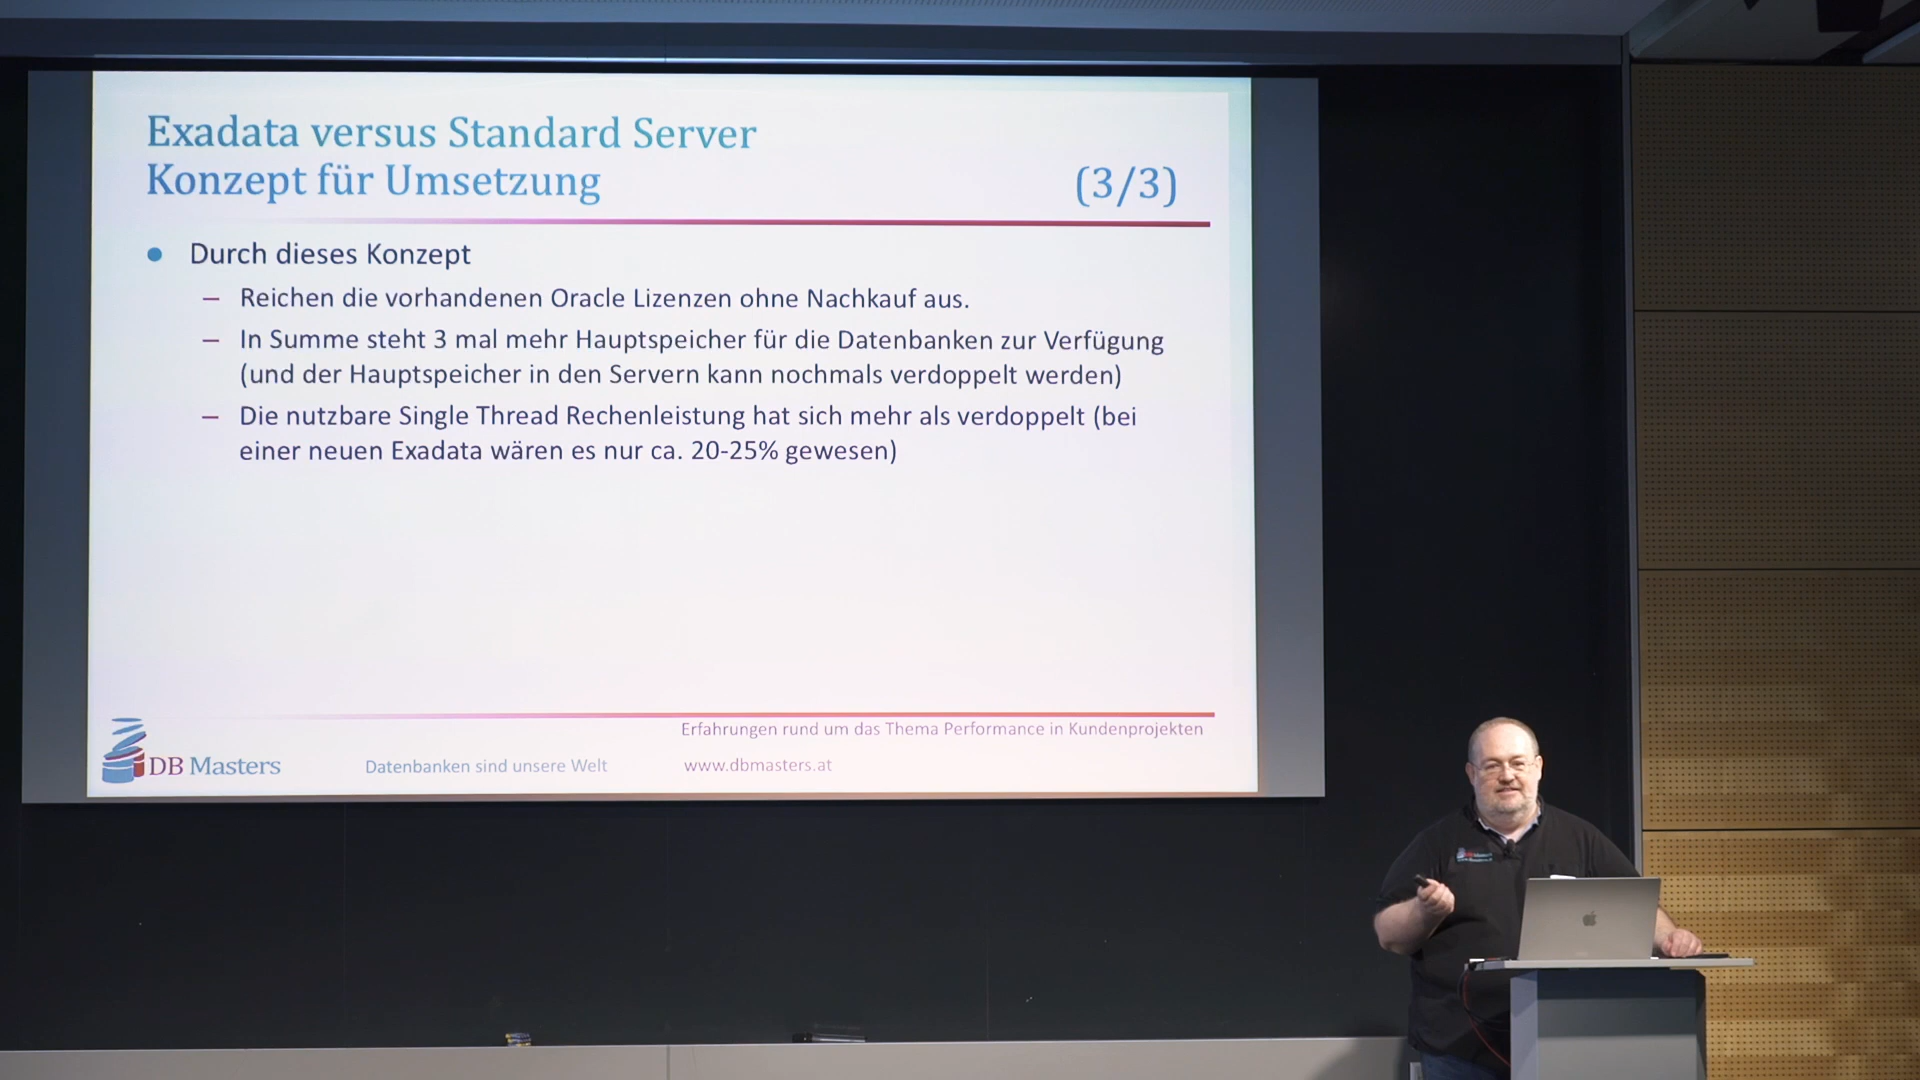 Exadata versus Standard Server
Konzept für Umsetzung (3/3)
● Durch dieses Konzept
– Reichen die vorhandenen Oracle Lizenzen ohne Nachkauf aus.
– In Summe steht 3 mal mehr Hauptspeicher für die Datenbanken zur Verfügung
(und der Hauptspeicher in den Servern kann nochmals verdoppelt werden)
– Die nutzbare Single Thread Rechenleistung hat sich mehr als verdoppelt (bei
einer neuen Exadata wären es nur ca. 20-25% gewesen)
Erfahrungen rund um das Thema Performance in Kundenprojekten
DB Masters Datenbanken sind unsere Welt www.dbmasters.at